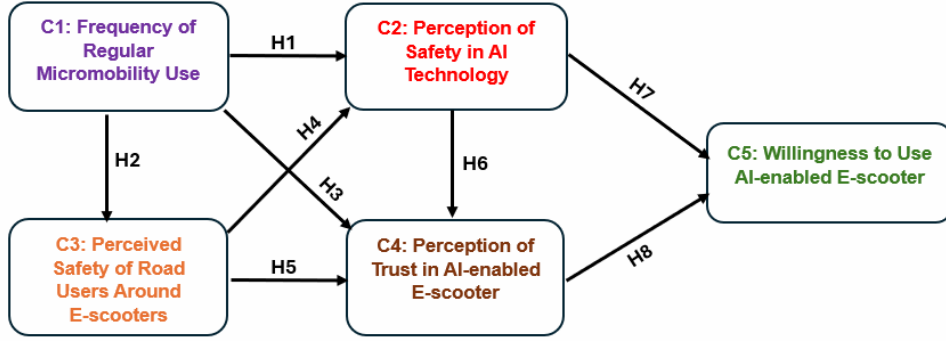 C1: Frequency of
Regular
Micromobility Use
H1
C2: Perception of
Safety in AI
Technology
H7
H4
H2
H3
H6
C5: Willingness to Use
AI-enabled E-scooter
C3: Perceived
Safety of Road
Users Around
E-scooters
H5
C4: Perception of
Trust in AI-enabled
E-scooter
H8